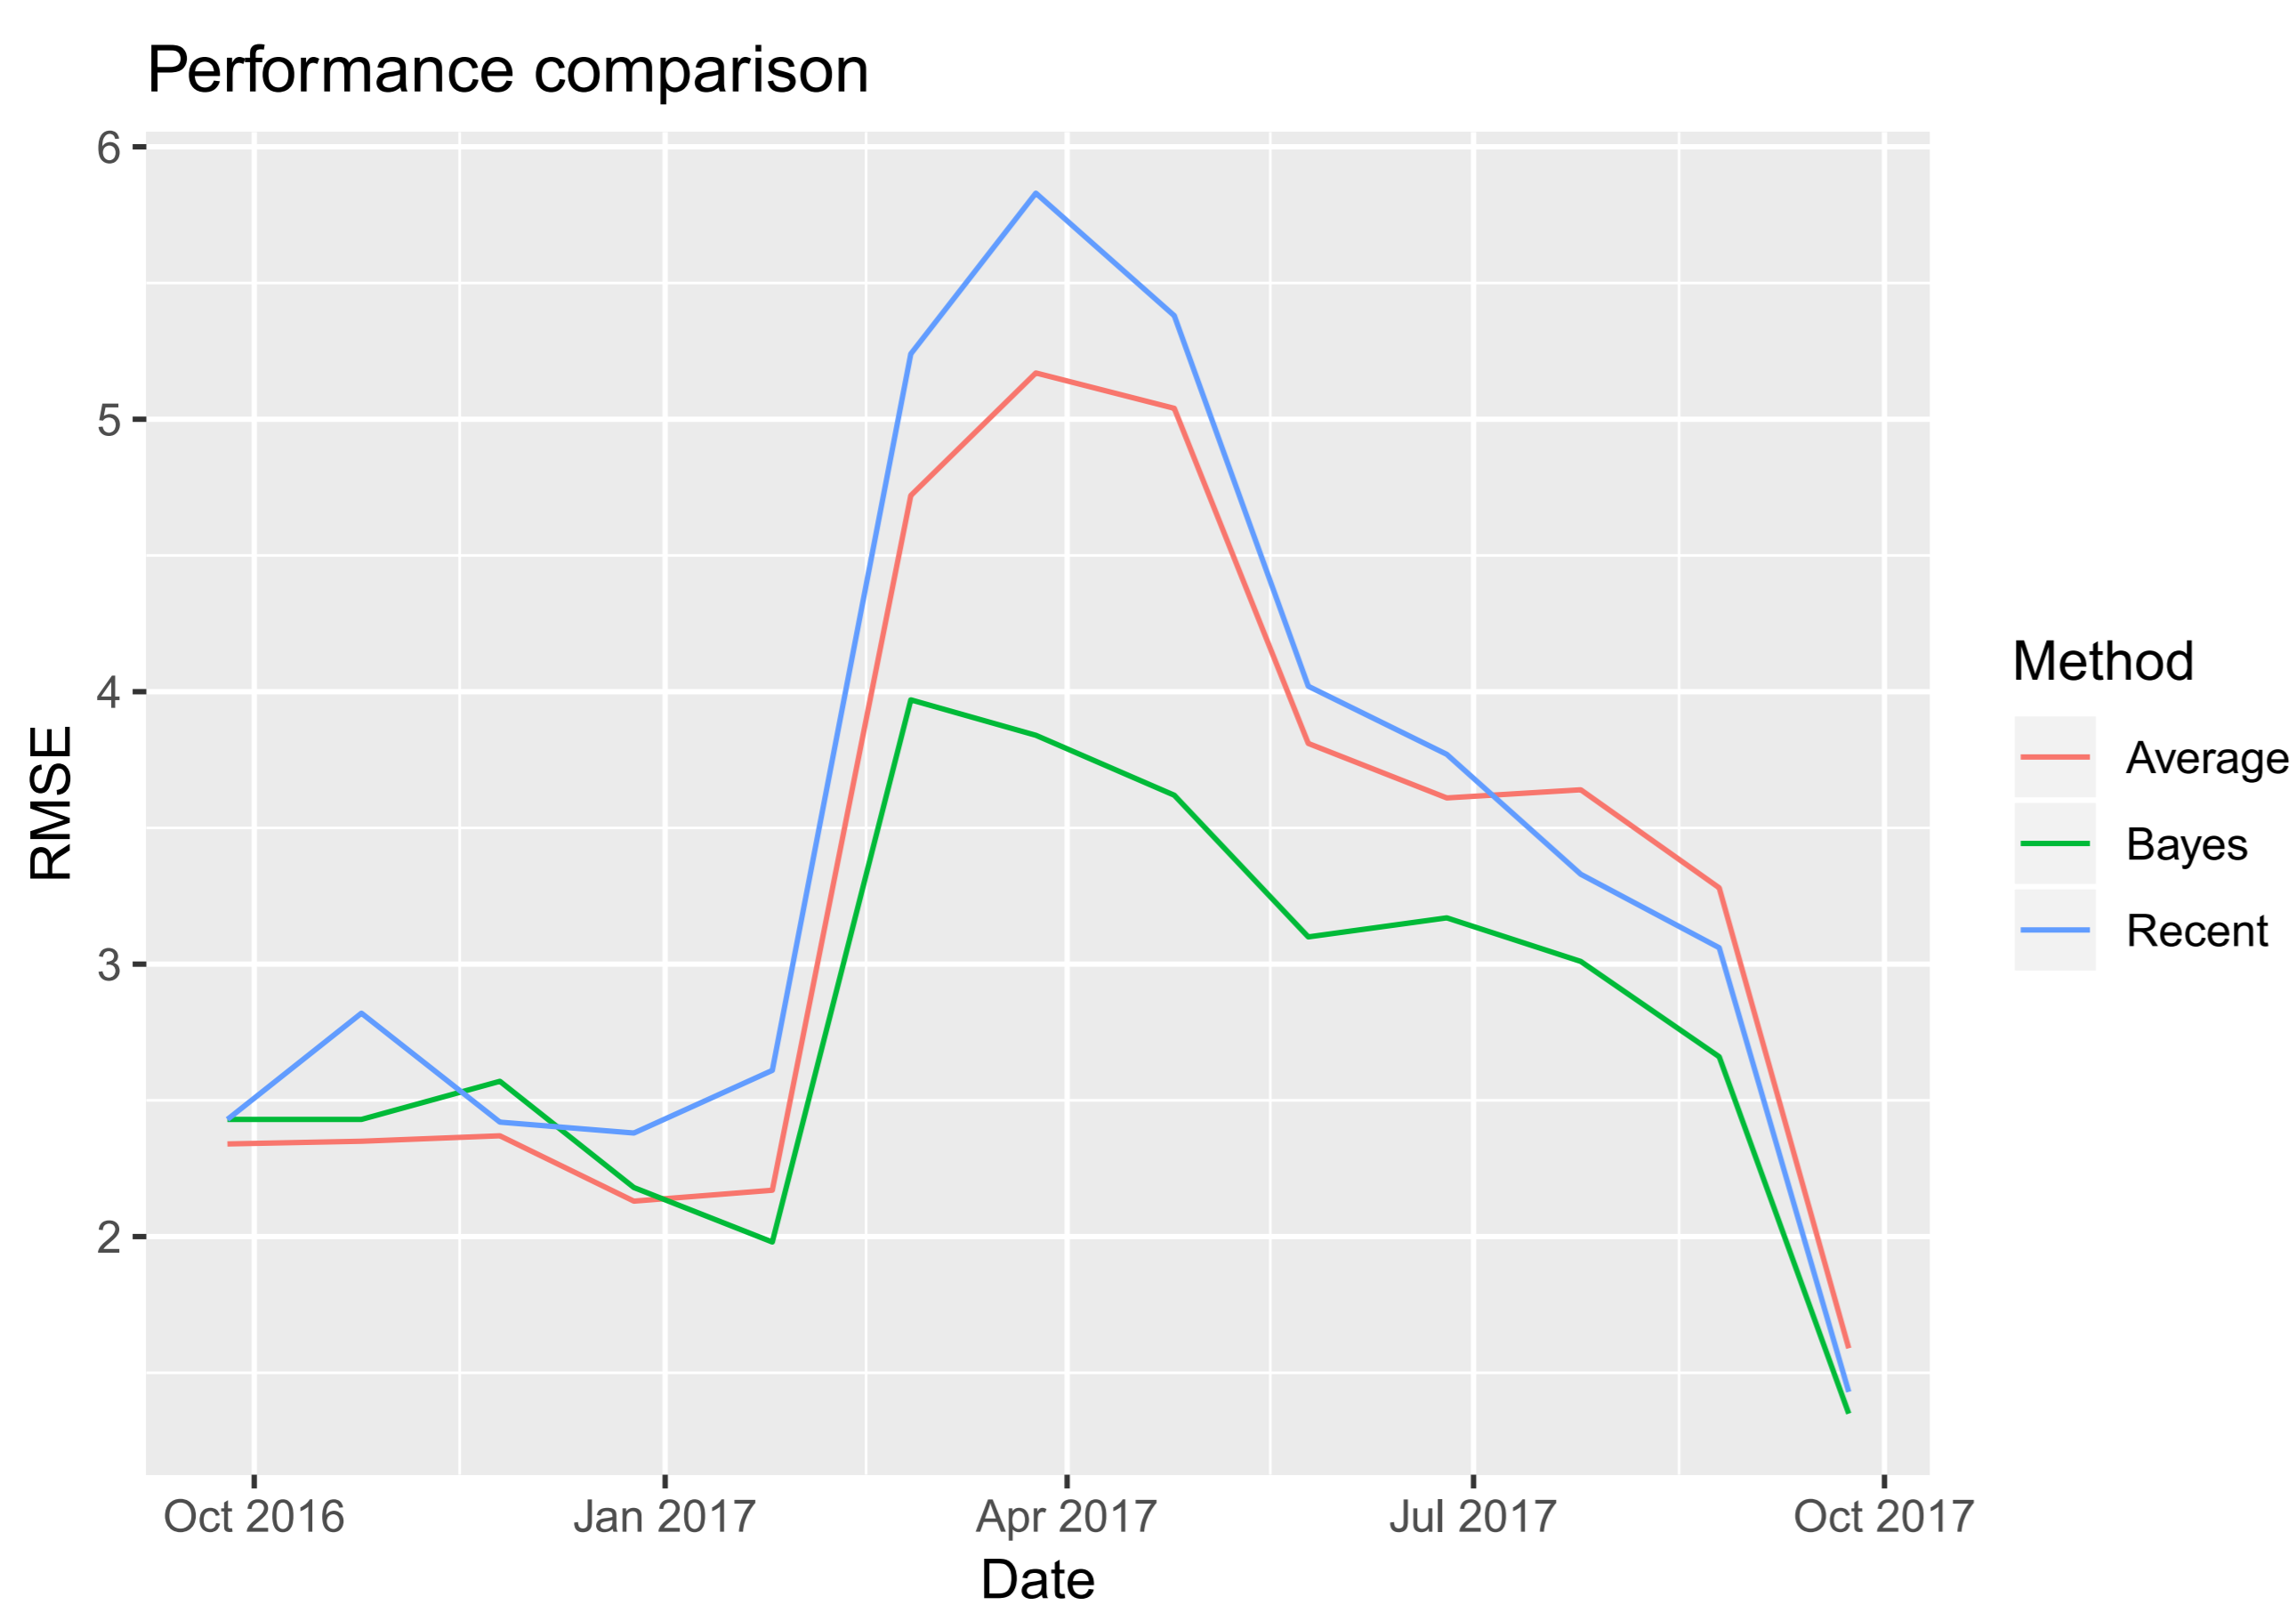 Performance comparison
6
5
4
3
2
RMSE
Oct 2016
Jan 2017
Apr 2017
Jul 2017
Oct 2017
Date
Method
Average
Bayes
Recent